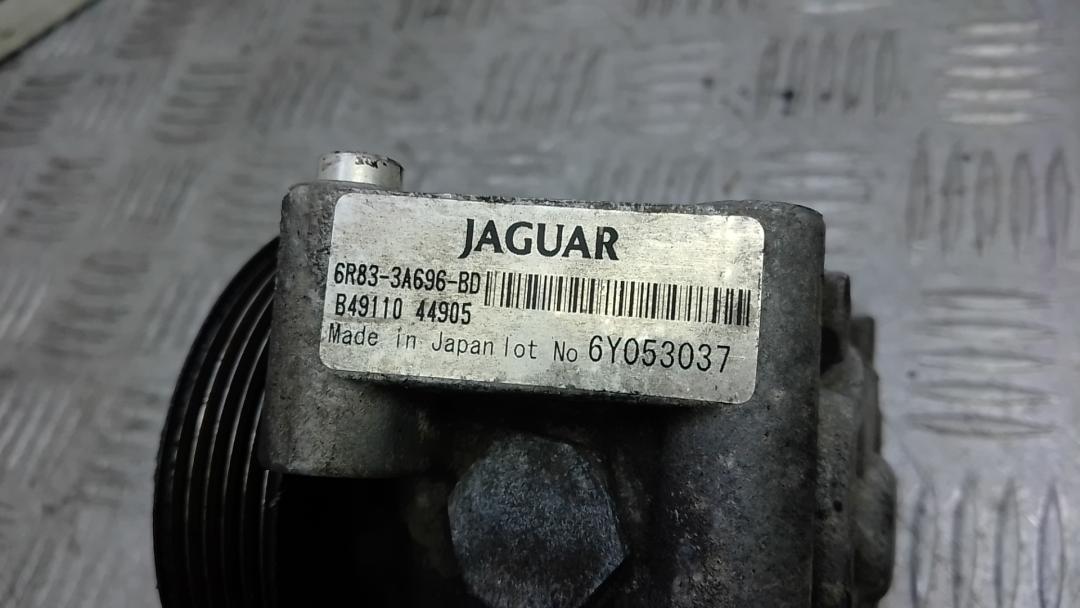 JAGUAR
6R83-3A696-BD
B49110 44905
Made in Japan lot No 6Y053037